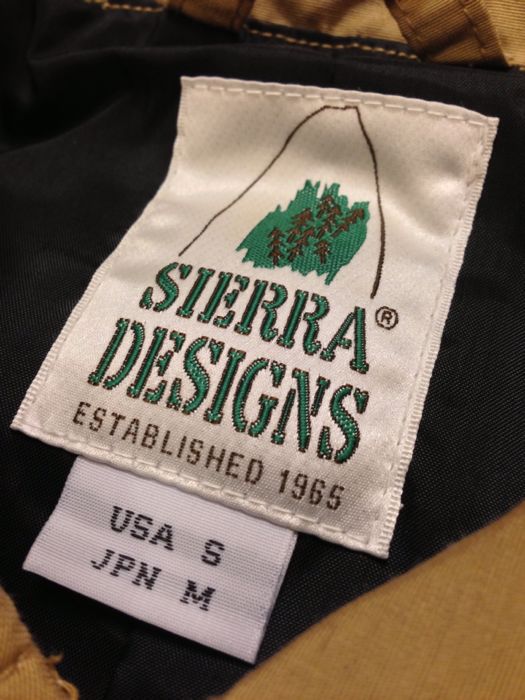 SIERRA®
DESIGNS
ESTABLISHED 1965
USA S
JPN M